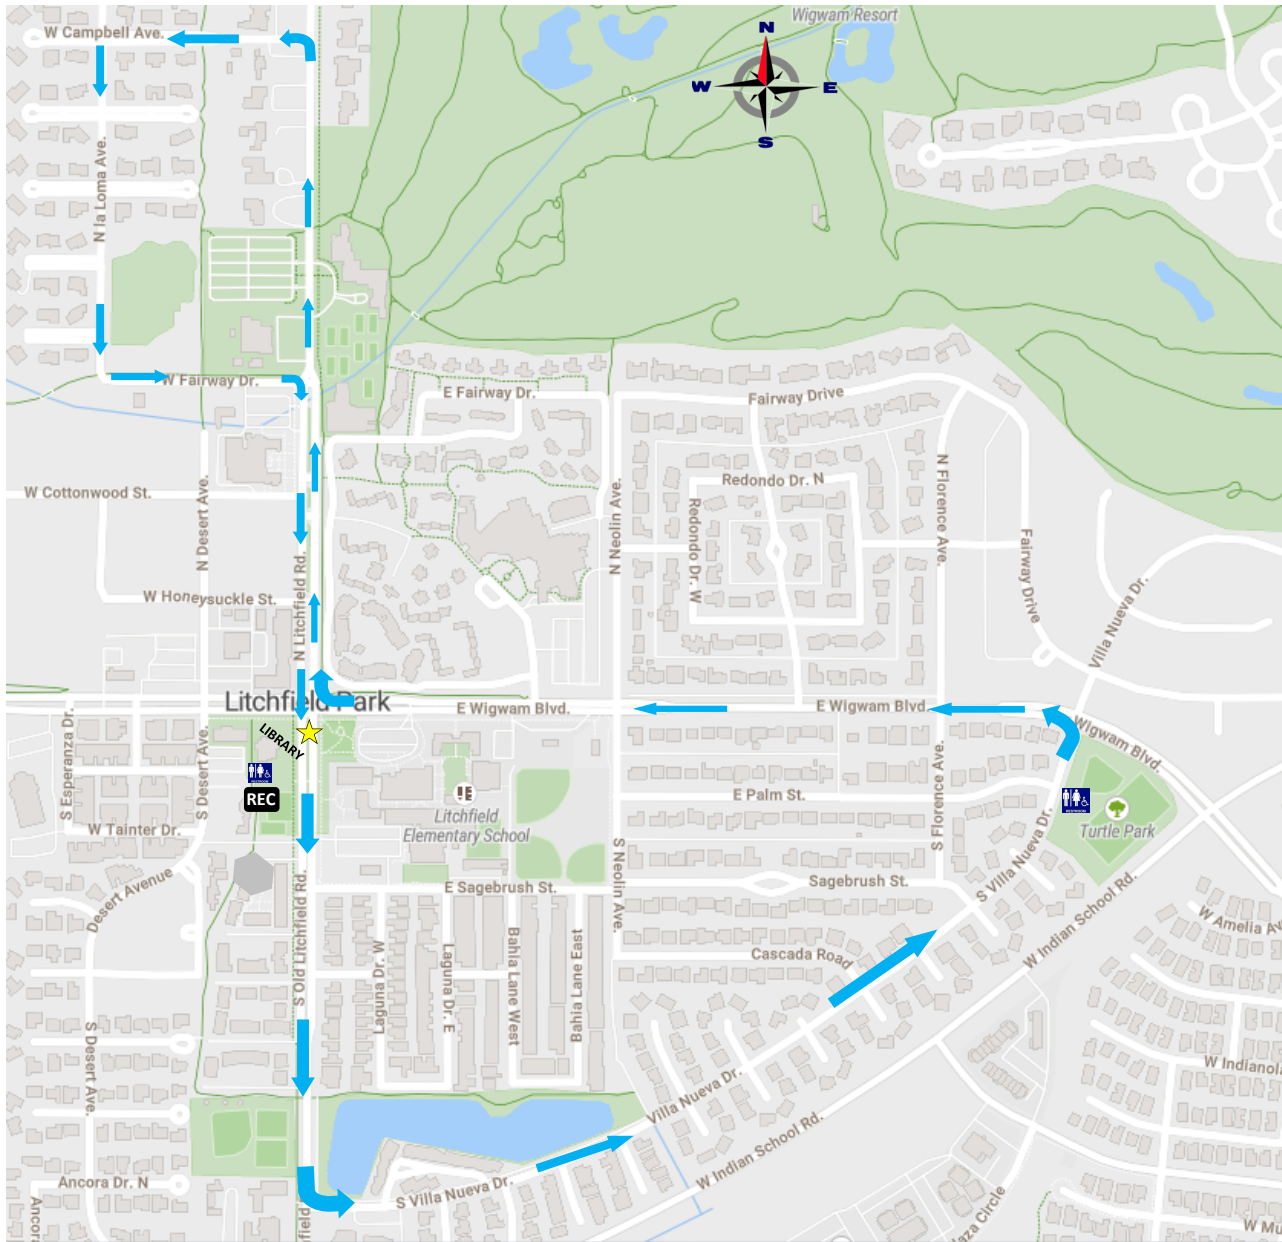 W Campbell Ave.
Wigwam Resort
N
W
E
S
N la Loma Ave.
W Fairway Dr.
E Fairway Dr.
Fairway Drive
W Cottonwood St.
N Desert Ave.
Redondo Dr. N
Redondo Dr. W
N Neolin Ave.
N Florence Ave.
Fairway Drive
Villa Nueva Dr.
N Litchfield Rd.
W Honeysuckle St.
Litchfield Park
E Wigwam Blvd.
E Wigwam Blvd.
Wigwam Blvd.
LIBRARY
REC
S Esperanza Dr.
S Desert Ave.
W Tainter Dr.
Desert Avenue
Litchfield
Elementary School
E Palm St.
S Florence Ave.
S Villa Nueva Dr.
Turtle Park
S Neolin Ave.
E Sagebrush St.
Sagebrush St.
S Old Litchfield Rd.
Laguna Dr. W
Laguna Dr. E
Bahia Lane West
Bahia Lane East
Cascada Road
W Indian School Rd.
W Amelia Av
W Indianola
S Desert Ave.
Villa Nueva Dr.
W Indian School Rd.
Ancora Dr. N
Ancora
S Villa Nueva Dr.
hfield
aza Circle
W Mu